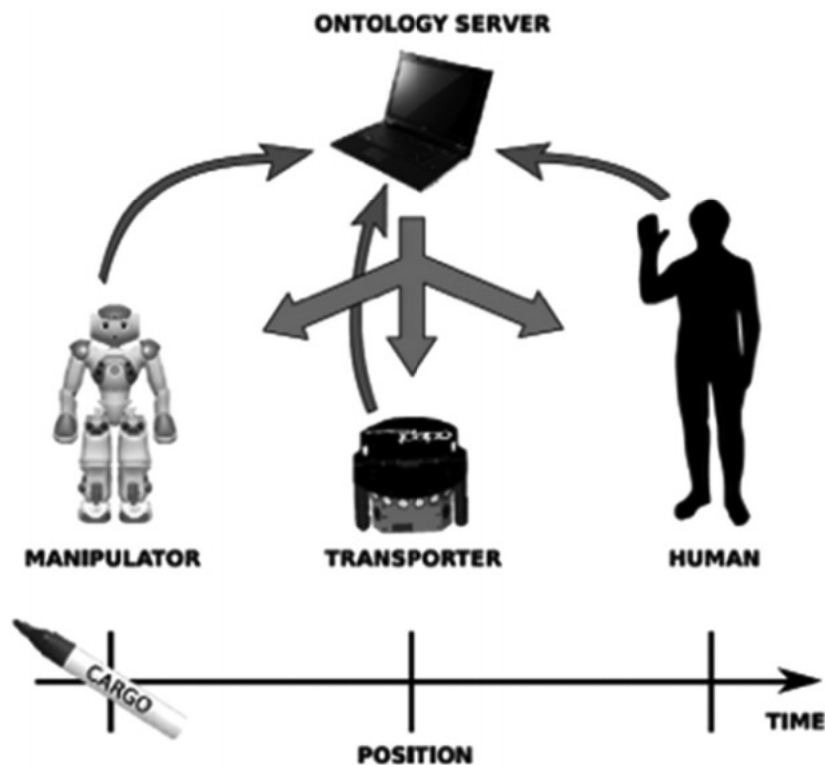 ONTOLOGY SERVER
MANIPULATOR
TRANSPORTER
HUMAN
CARGO
TIME
POSITION